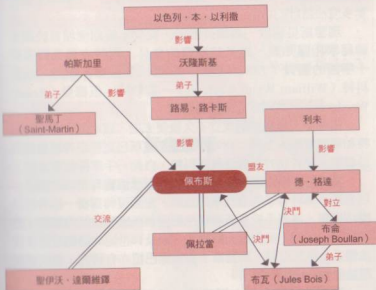 以色列・本・以利撒
影響
帕斯加里
沃隆斯基
弟子
影響
弟子
聖馬丁
(Saint-Martin)
路易・路卡斯
利未
影響
影響
盟友
佩布斯
德・格達
交流
決鬥
對立
佩拉雷
決鬥
布侖
(Joseph Boullan)
弟子
聖伊沃・達爾維鐸
布瓦 (Jules Bois)